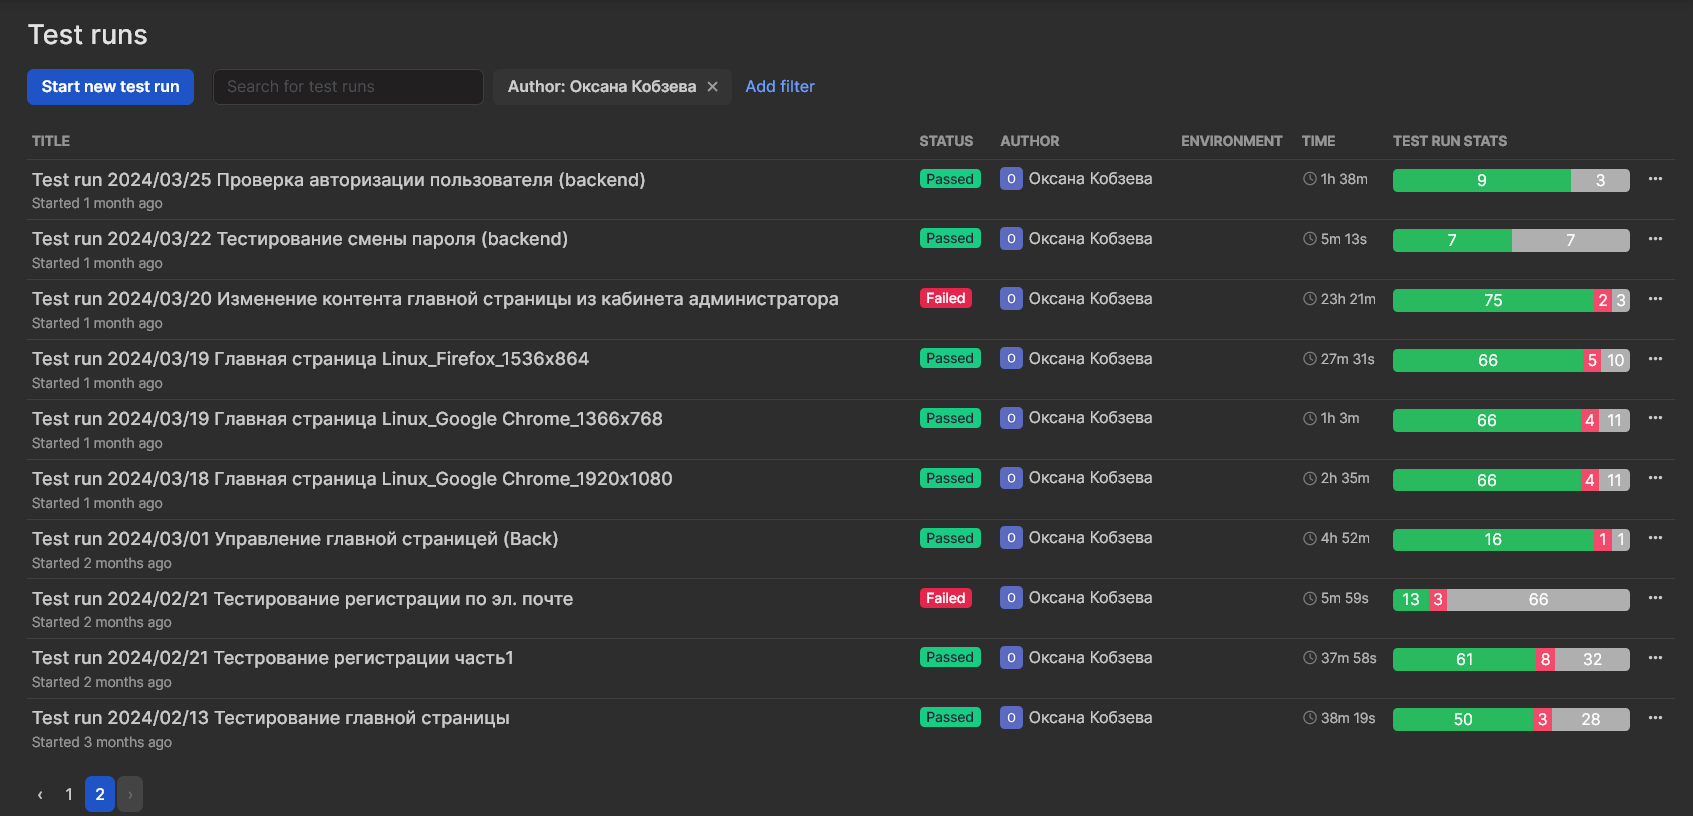 Test runs
Start new test run Search for test runs Author: Оксана Кобзева × Add filter
TITLE STATUS AUTHOR ENVIRONMENT TIME TEST RUN STATS
Test run 2024/03/25 Проверка авторизации пользователя (backend) Passed O Оксана Кобзева 1h 38m 9 3 ···
Started 1 month ago
Test run 2024/03/22 Тестирование смены пароля (backend) Passed O Оксана Кобзева 5m 13s 7 7 ···
Started 1 month ago
Test run 2024/03/20 Изменение контента главной страницы из кабинета администратора Failed O Оксана Кобзева 23h 21m 75 2 3 ···
Started 1 month ago
Test run 2024/03/19 Главная страница Linux_Firefox_1536x864 Passed O Оксана Кобзева 27m 31s 66 5 10 ···
Started 1 month ago
Test run 2024/03/19 Главная страница Linux_Google Chrome_1366x768 Passed O Оксана Кобзева 1h 3m 66 4 11 ···
Started 1 month ago
Test run 2024/03/18 Главная страница Linux_Google Chrome_1920x1080 Passed O Оксана Кобзева 2h 35m 66 4 11 ···
Started 1 month ago
Test run 2024/03/01 Управление главной страницей (Back) Passed O Оксана Кобзева 4h 52m 16 1 1 ···
Started 2 months ago
Test run 2024/02/21 Тестирование регистрации по эл. почте Failed O Оксана Кобзева 5m 59s 13 3 66 ···
Started 2 months ago
Test run 2024/02/21 Тестрование регистрации часть1 Passed O Оксана Кобзева 37m 58s 61 8 32 ···
Started 2 months ago
Test run 2024/02/13 Тестирование главной страницы Passed O Оксана Кобзева 38m 19s 50 3 28 ···
Started 3 months ago
‹ 1 2 ›